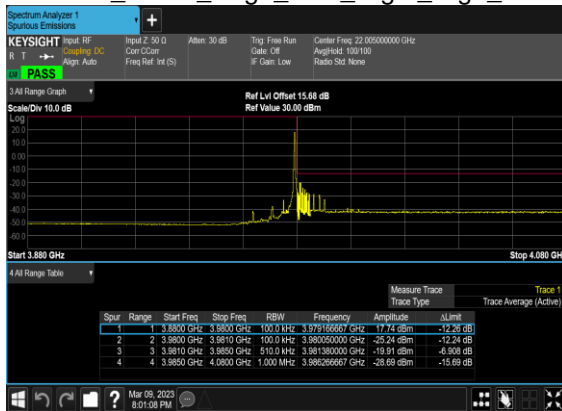 Spectrum Analyzer 1
Spurious Emissions
KEYSIGHT Input: RF Input Z: 50 Ω Atten: 30 dB Trig: Free Run Center Freq: 22.005000000 GHz
R T Coupling: DC Corr CCorr Gate: Off Avg|Hold: 100/100
Align: Auto Freq Ref: Int (S) IF Gain: Low Radio Std: None
PASS
3 All Range Graph
Ref Lvl Offset 15.68 dB
Scale/Div 10.0 dB Ref Value 30.00 dBm
Log
20.0
10.0
0.00
-10.0
-20.0
-30.0
-40.0
-50.0
-60.0
Start 3.880 GHz Stop 4.080 GHz
4 All Range Table
Measure Trace Trace 1
Trace Type Trace Average (Active)
Spur Range Start Freq Stop Freq RBW Frequency Amplitude ΔLimit
1 1 3.8800 GHz 3.9800 GHz 100.0 kHz 3.979166667 GHz 17.74 dBm -12.26 dB
2 2 3.9800 GHz 3.9810 GHz 100.0 kHz 3.980050000 GHz -25.24 dBm -12.24 dB
3 3 3.9810 GHz 3.9850 GHz 510.0 kHz 3.981380000 GHz -19.91 dBm -6.908 dB
4 4 3.9850 GHz 4.0800 GHz 1.000 MHz 3.986266667 GHz -28.69 dBm -15.69 dB
? Mar 09, 2023
8:01:08 PM